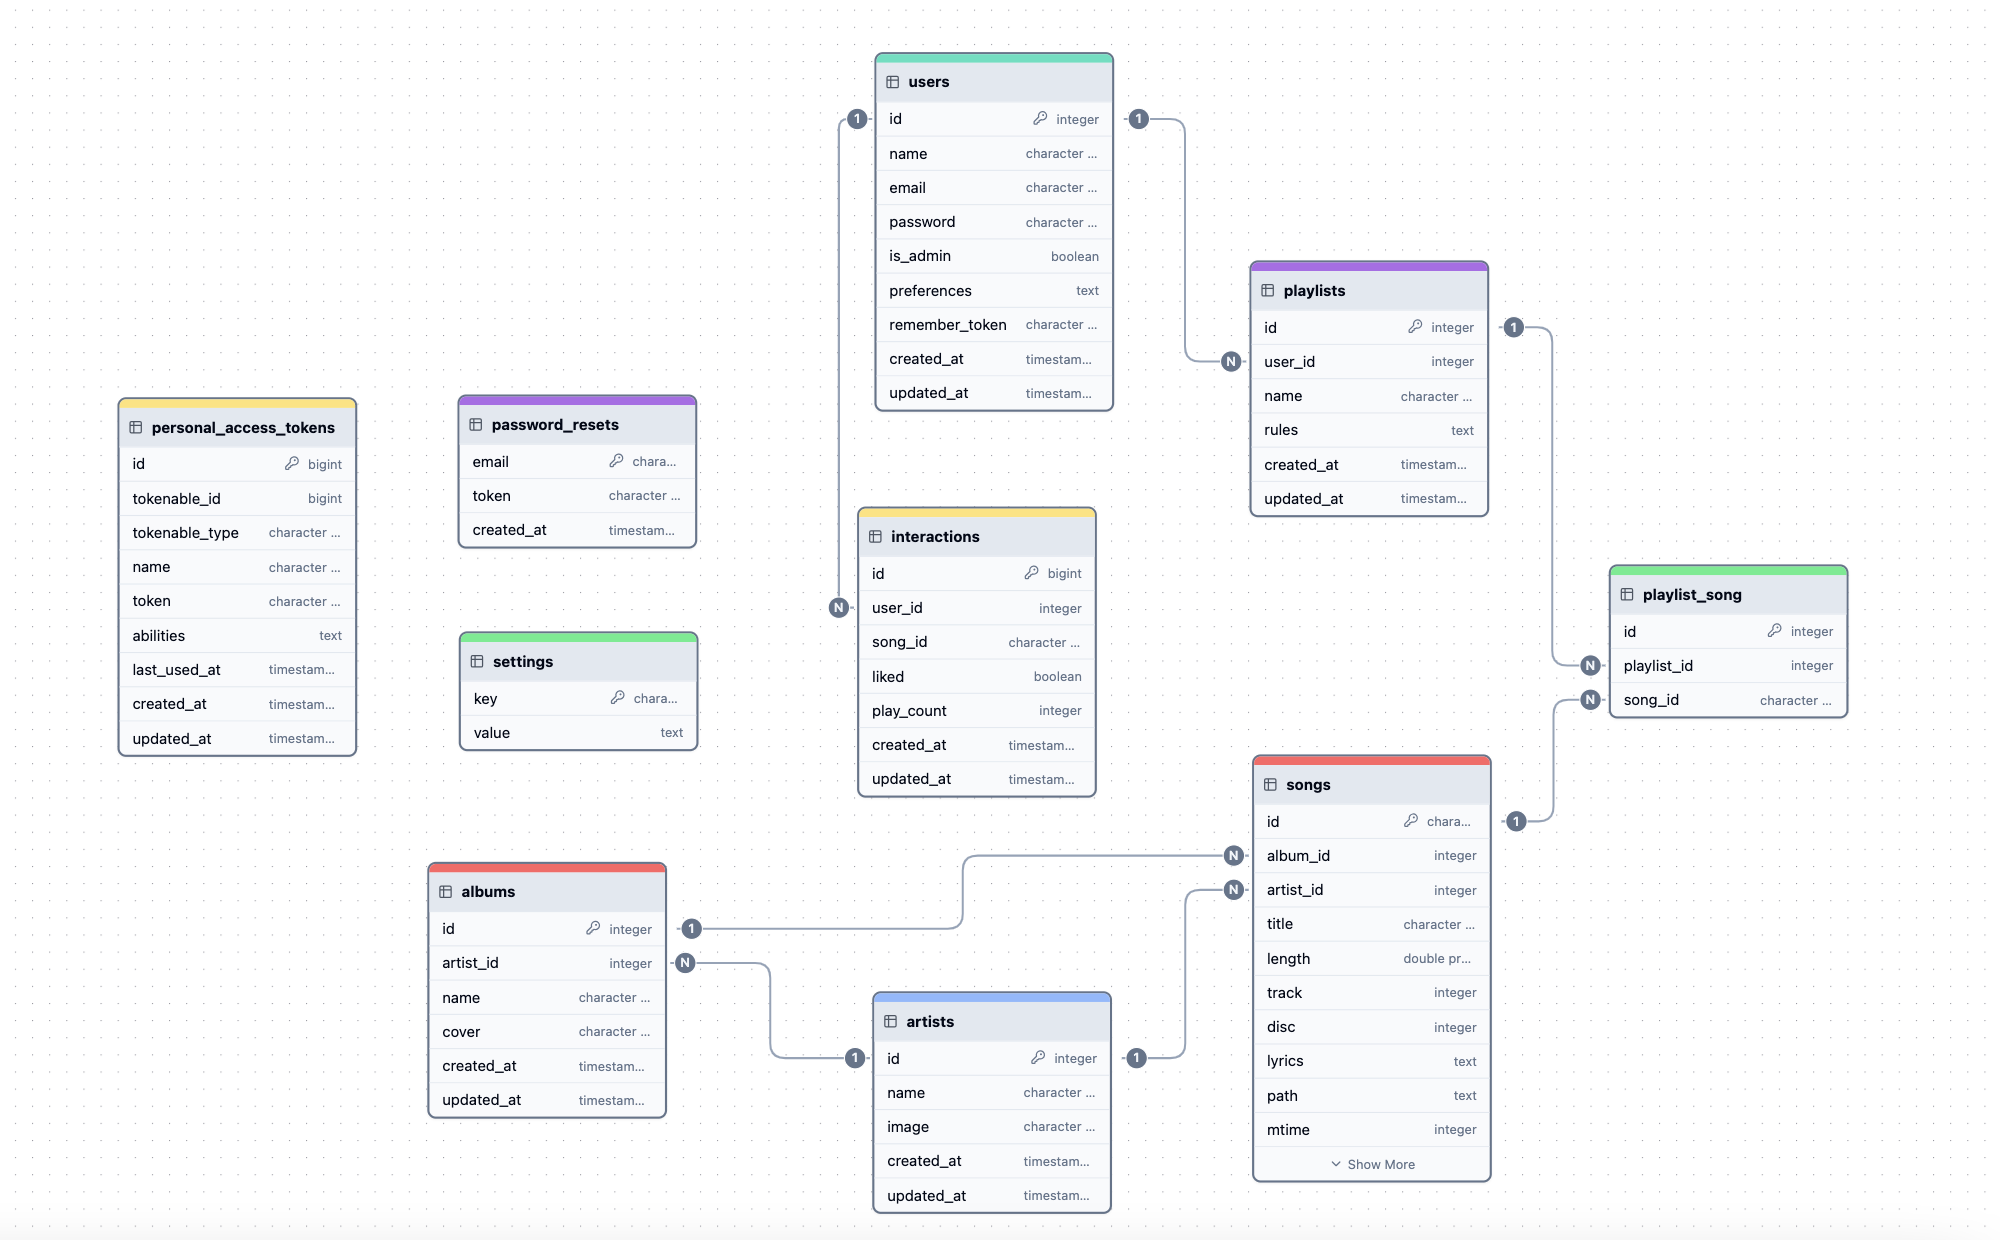 users
1 id integer 1
name character ...
email character ...
password character ...
is_admin boolean
preferences text
remember_token character ...
created_at timestam...
updated_at timestam...
playlists
id integer 1
N user_id integer
name character ...
rules text
created_at timestam...
updated_at timestam...
personal_access_tokens
id bigint
tokenable_id bigint
tokenable_type character ...
name character ...
token character ...
abilities text
last_used_at timestam...
created_at timestam...
updated_at timestam...
password_resets
email chara...
token character ...
created_at timestam...
settings
key chara...
value text
interactions
id bigint
N user_id integer
song_id character ...
liked boolean
play_count integer
created_at timestam...
updated_at timestam...
playlist_song
id integer
N playlist_id integer
N song_id character ...
songs
id chara... 1
N album_id integer
N artist_id integer
title character ...
length double pr...
track integer
disc integer
lyrics text
path text
mtime integer
Show More
albums
id integer 1
artist_id integer N
name character ...
cover character ...
created_at timestam...
updated_at timestam...
artists
1 id integer 1
name character ...
image character ...
created_at timestam...
updated_at timestam...